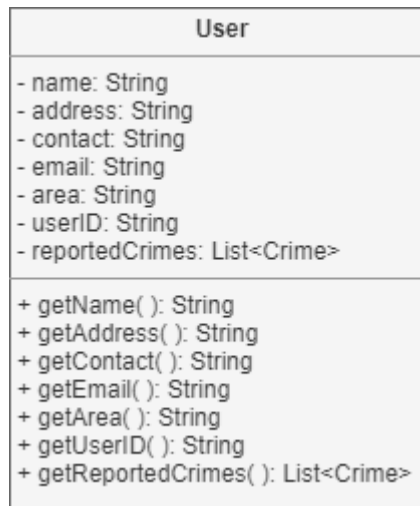 User
- name: String
- address: String
- contact: String
- email: String
- area: String
- userID: String
- reportedCrimes: List<Crime>
+ getName( ): String
+ getAddress( ): String
+ getContact( ): String
+ getEmail( ): String
+ getArea( ): String
+ getUserID( ): String
+ getReportedCrimes( ): List<Crime>